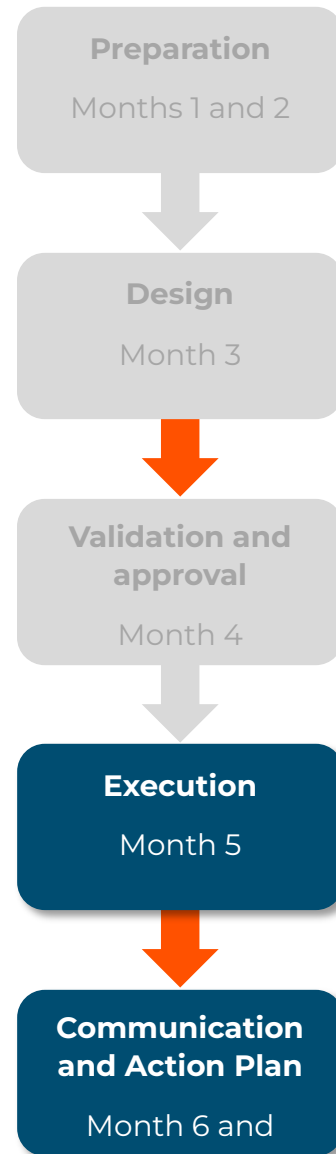 Preparation
Months 1 and 2
Design
Month 3
Validation and
approval
Month 4
Execution
Month 5
Communication
and Action Plan
Month 6 and